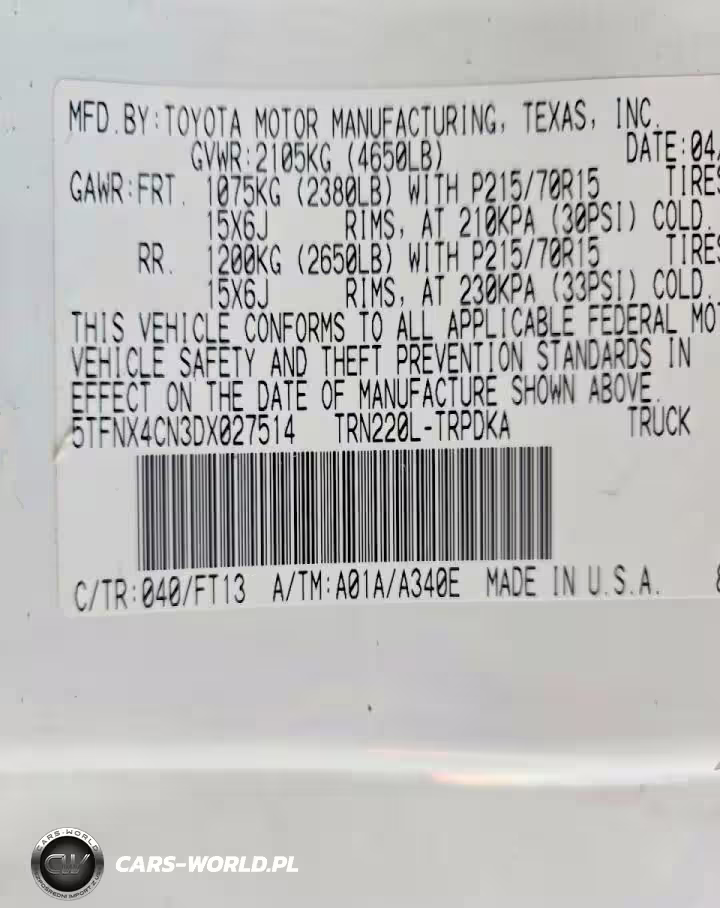 MFD.BY:TOYOTA MOTOR MANUFACTURING, TEXAS, INC.
GVWR:2105KG (4650LB) DATE:04/
GAWR:FRT. 1075KG (2380LB) WITH P215/70R15 TIRES
15X6J RIMS, AT 210KPA (30PSI) COLD.
RR. 1200KG (2650LB) WITH P215/70R15 TIRES
15X6J RIMS, AT 230KPA (33PSI) COLD.
THIS VEHICLE CONFORMS TO ALL APPLICABLE FEDERAL MOT
VEHICLE SAFETY AND THEFT PREVENTION STANDARDS IN
EFFECT ON THE DATE OF MANUFACTURE SHOWN ABOVE.
5TFNX4CN3DX027514 TRN220L-TRPDKA TRUCK
C/TR:040/FT13 A/TM:A01A/A340E MADE IN U.S.A.
CARS-WORLD
CW
CARS-WORLD.PL